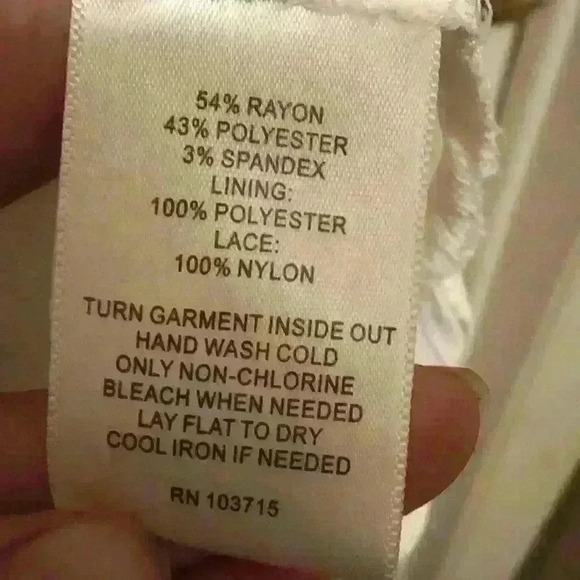 54% RAYON
43% POLYESTER
3% SPANDEX
LINING:
100% POLYESTER
LACE:
100% NYLON
TURN GARMENT INSIDE OUT
HAND WASH COLD
ONLY NON-CHLORINE
BLEACH WHEN NEEDED
LAY FLAT TO DRY
COOL IRON IF NEEDED
RN 103715